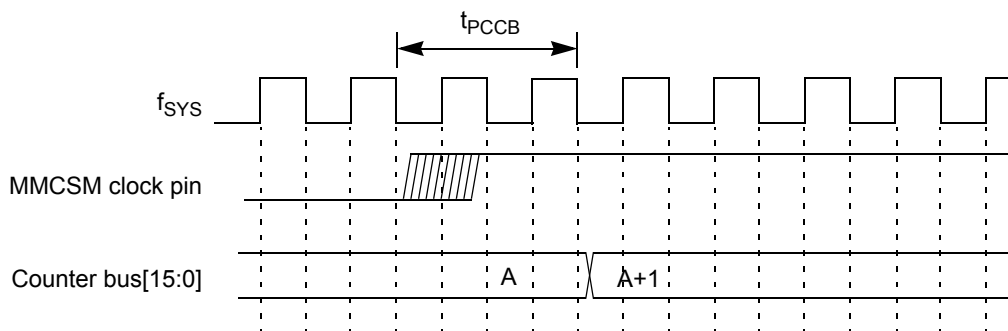 tPCCB
fSYS
MMCSM clock pin
Counter bus[15:0]
A
A+1